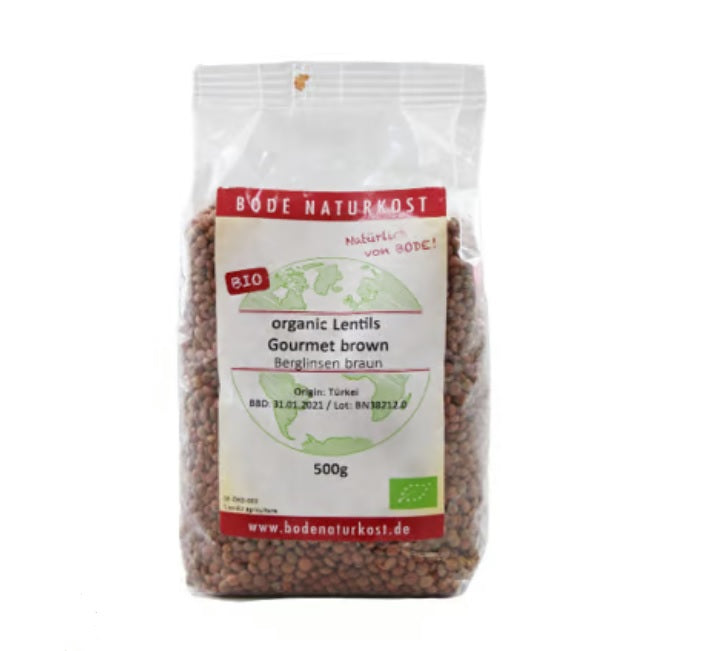 BODE NATURKOST
Natürlich
von BODE!
BIO
organic Lentils
Gourmet brown
Berglinsen braun
Origin: Türkei
BBD: 31.01.2021 / Lot: BN38212.0
500g
www.bodenaturkost.de